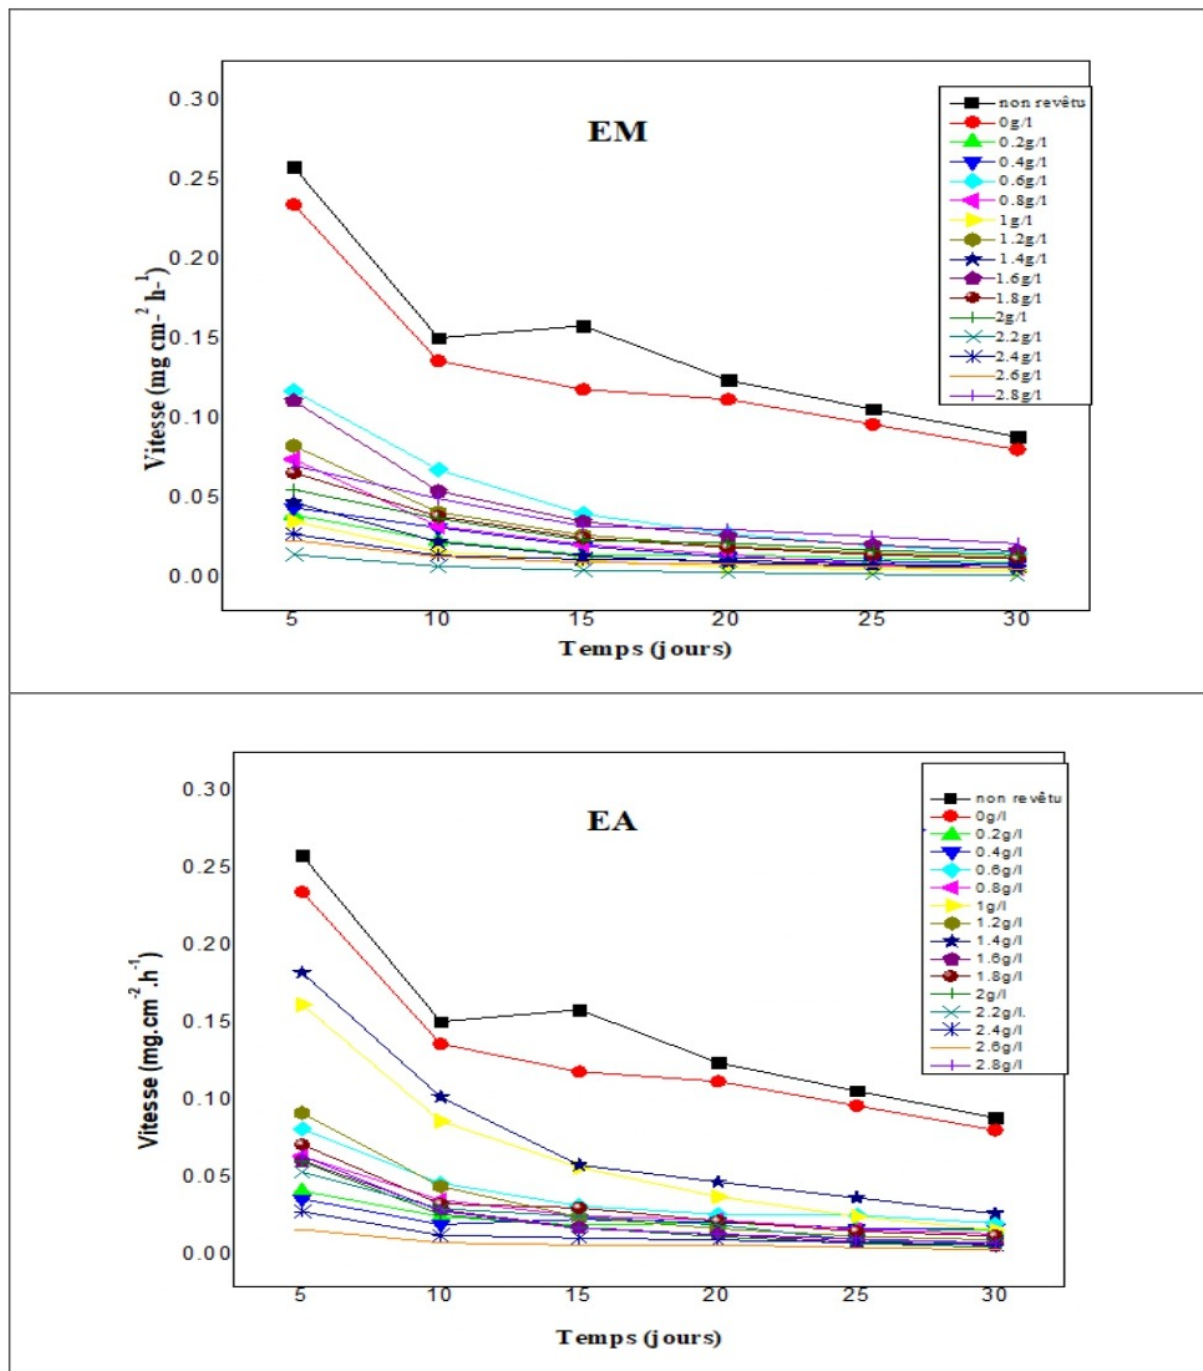 EM
0.30
0.25
0.20
0.15
0.10
0.05
0.00
Vitesse (mg cm-² h-¹)
5 10 15 20 25 30
Temps (jours)
non revêtu
0g/l
0.2g/l
0.4g/l
0.6g/l
0.8g/l
1g/l
1.2g/l
1.4g/l
1.6g/l
1.8g/l
2g/l
2.2g/l
2.4g/l
2.6g/l
2.8g/l
EA
0.30
0.25
0.20
0.15
0.10
0.05
0.00
Vitesse (mg.cm⁻².h⁻¹)
5 10 15 20 25 30
Temps (jours)
non revêtu
0g/l
0.2g/l
0.4g/l
0.6g/l
0.8g/l
1g/l
1.2g/l
1.4g/l
1.6g/l
1.8g/l
2g/l
2.2g/l.
2.4g/l
2.6g/l
2.8g/l